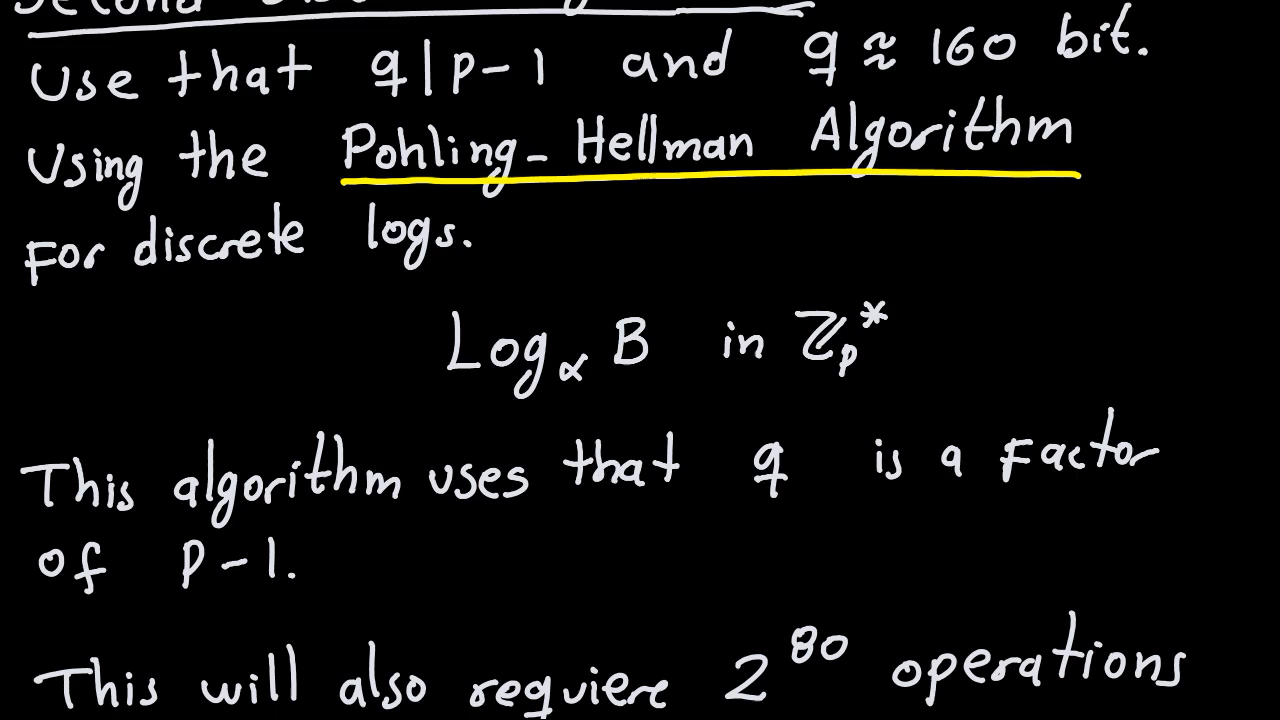 Second
Use that q|p-1 and q ≈ 160 bit.
Using the Pohling-Hellman Algorithm
For discrete logs.
Log_α B in ℤ_p^*
This algorithm uses that q is a factor
of p-1.
This will also requiere 2^80 operations